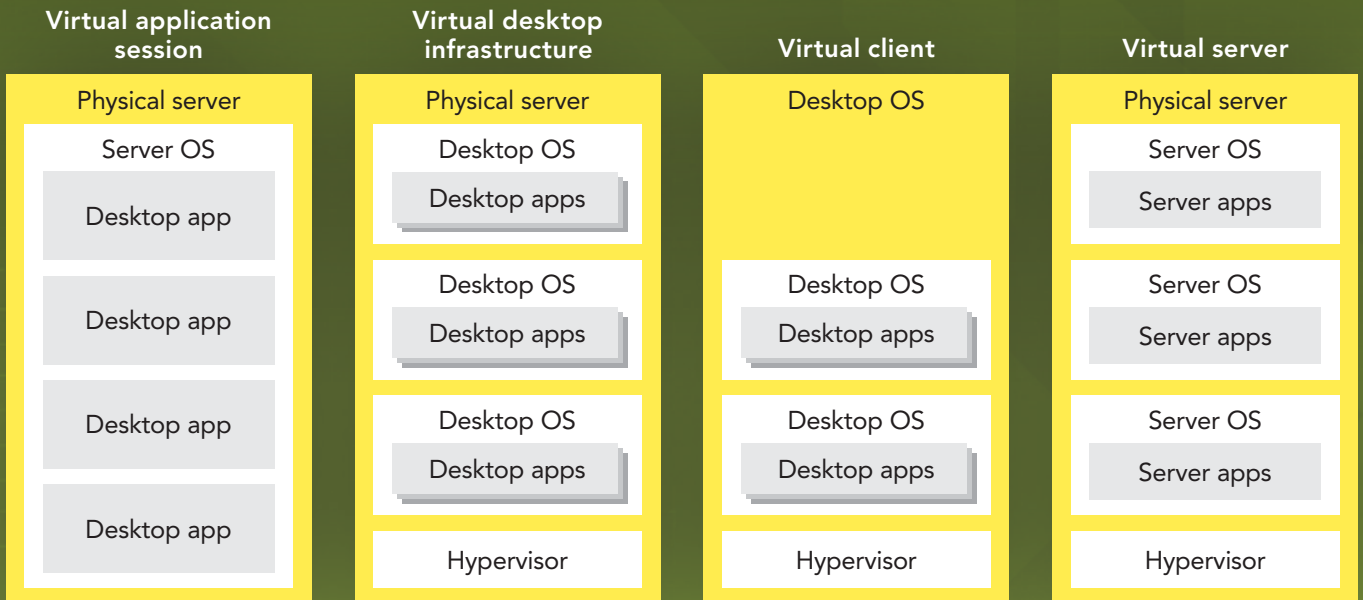 Virtual application
session
Physical server
Server OS
Desktop app
Desktop app
Desktop app
Desktop app
Virtual desktop
infrastructure
Physical server
Desktop OS
Desktop apps
Desktop OS
Desktop apps
Desktop OS
Desktop apps
Hypervisor
Virtual client
Desktop OS
Desktop OS
Desktop apps
Desktop OS
Desktop apps
Hypervisor
Virtual server
Physical server
Server OS
Server apps
Server OS
Server apps
Server OS
Server apps
Hypervisor